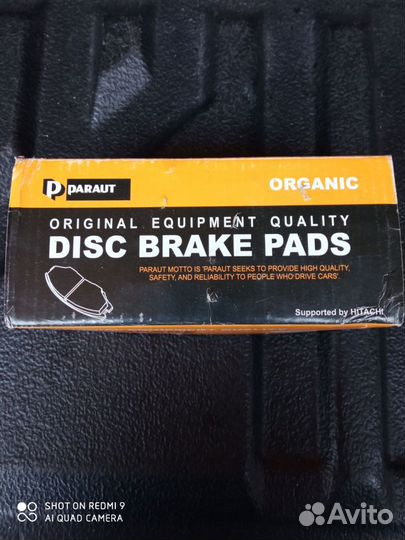 PARAUT
ORGANIC
ORIGINAL EQUIPMENT QUALITY
DISC BRAKE PADS
PARAUT MOTTO IS 'PARAUT SEEKS TO PROVIDE HIGH QUALITY,
SAFETY, AND RELIABILITY TO PEOPLE WHO DRIVE CARS'.
Supported by HITACHI
SHOT ON REDMI 9
AI QUAD CAMERA
Avito